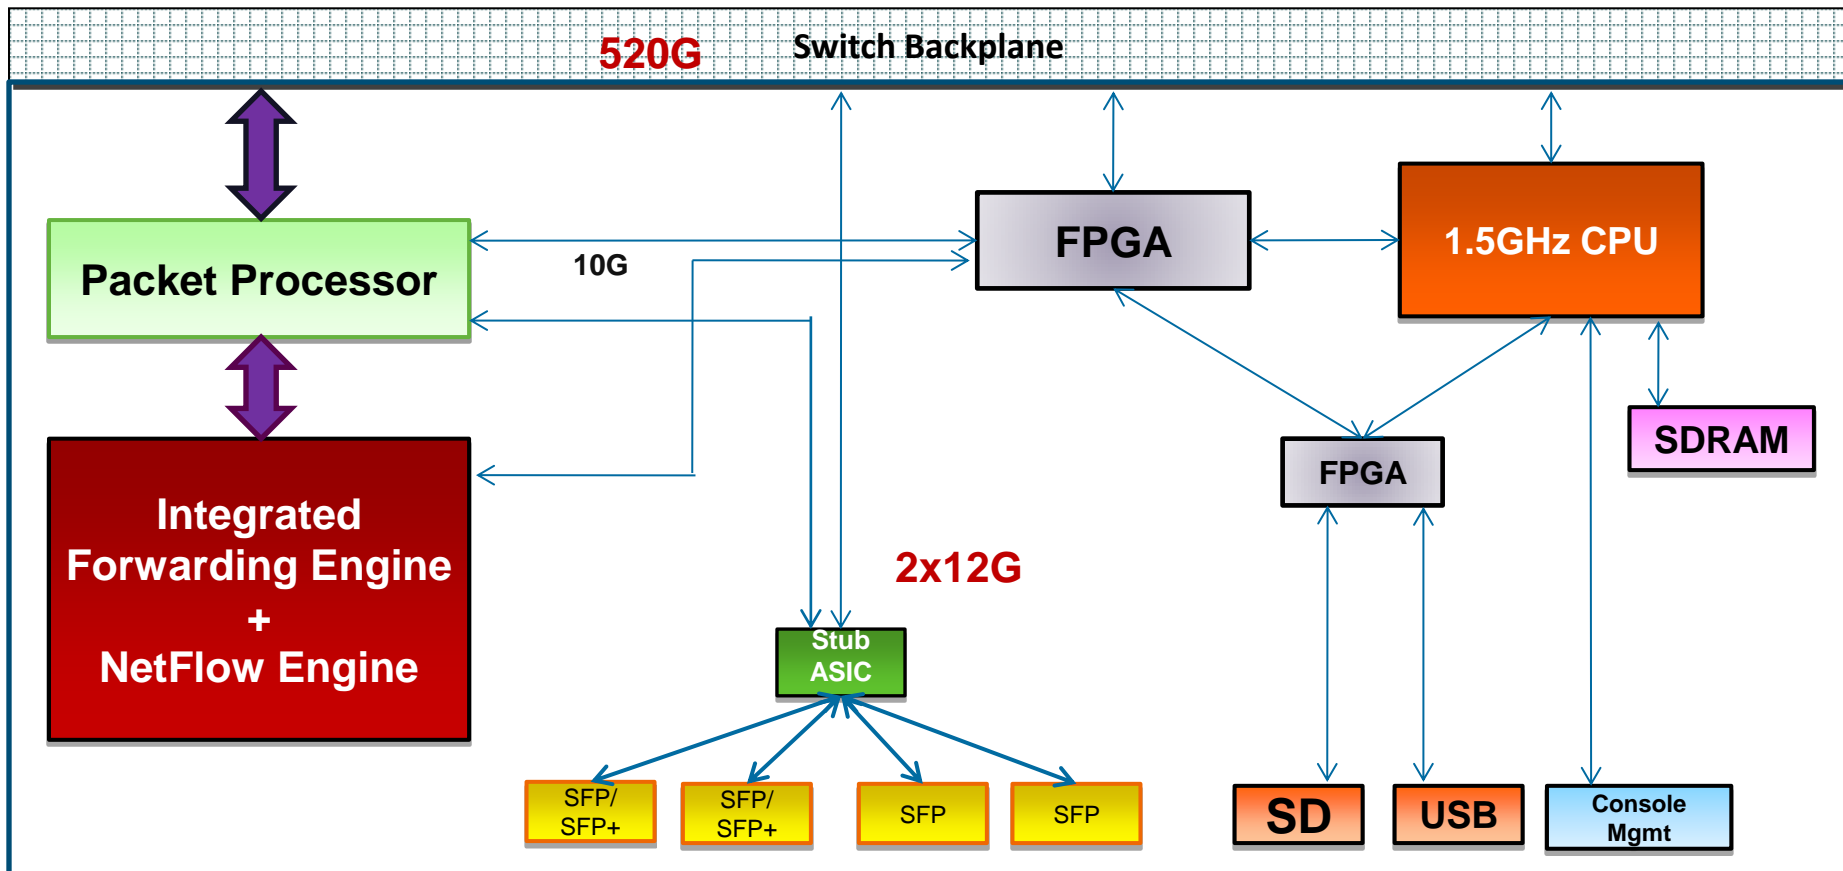 520G
Switch Backplane
Packet Processor
10G
FPGA
1.5GHz CPU
SDRAM
FPGA
Integrated
Forwarding Engine
+
NetFlow Engine
2x12G
Stub
ASIC
SFP/
SFP+
SFP/
SFP+
SFP
SFP
SD
USB
Console
Mgmt